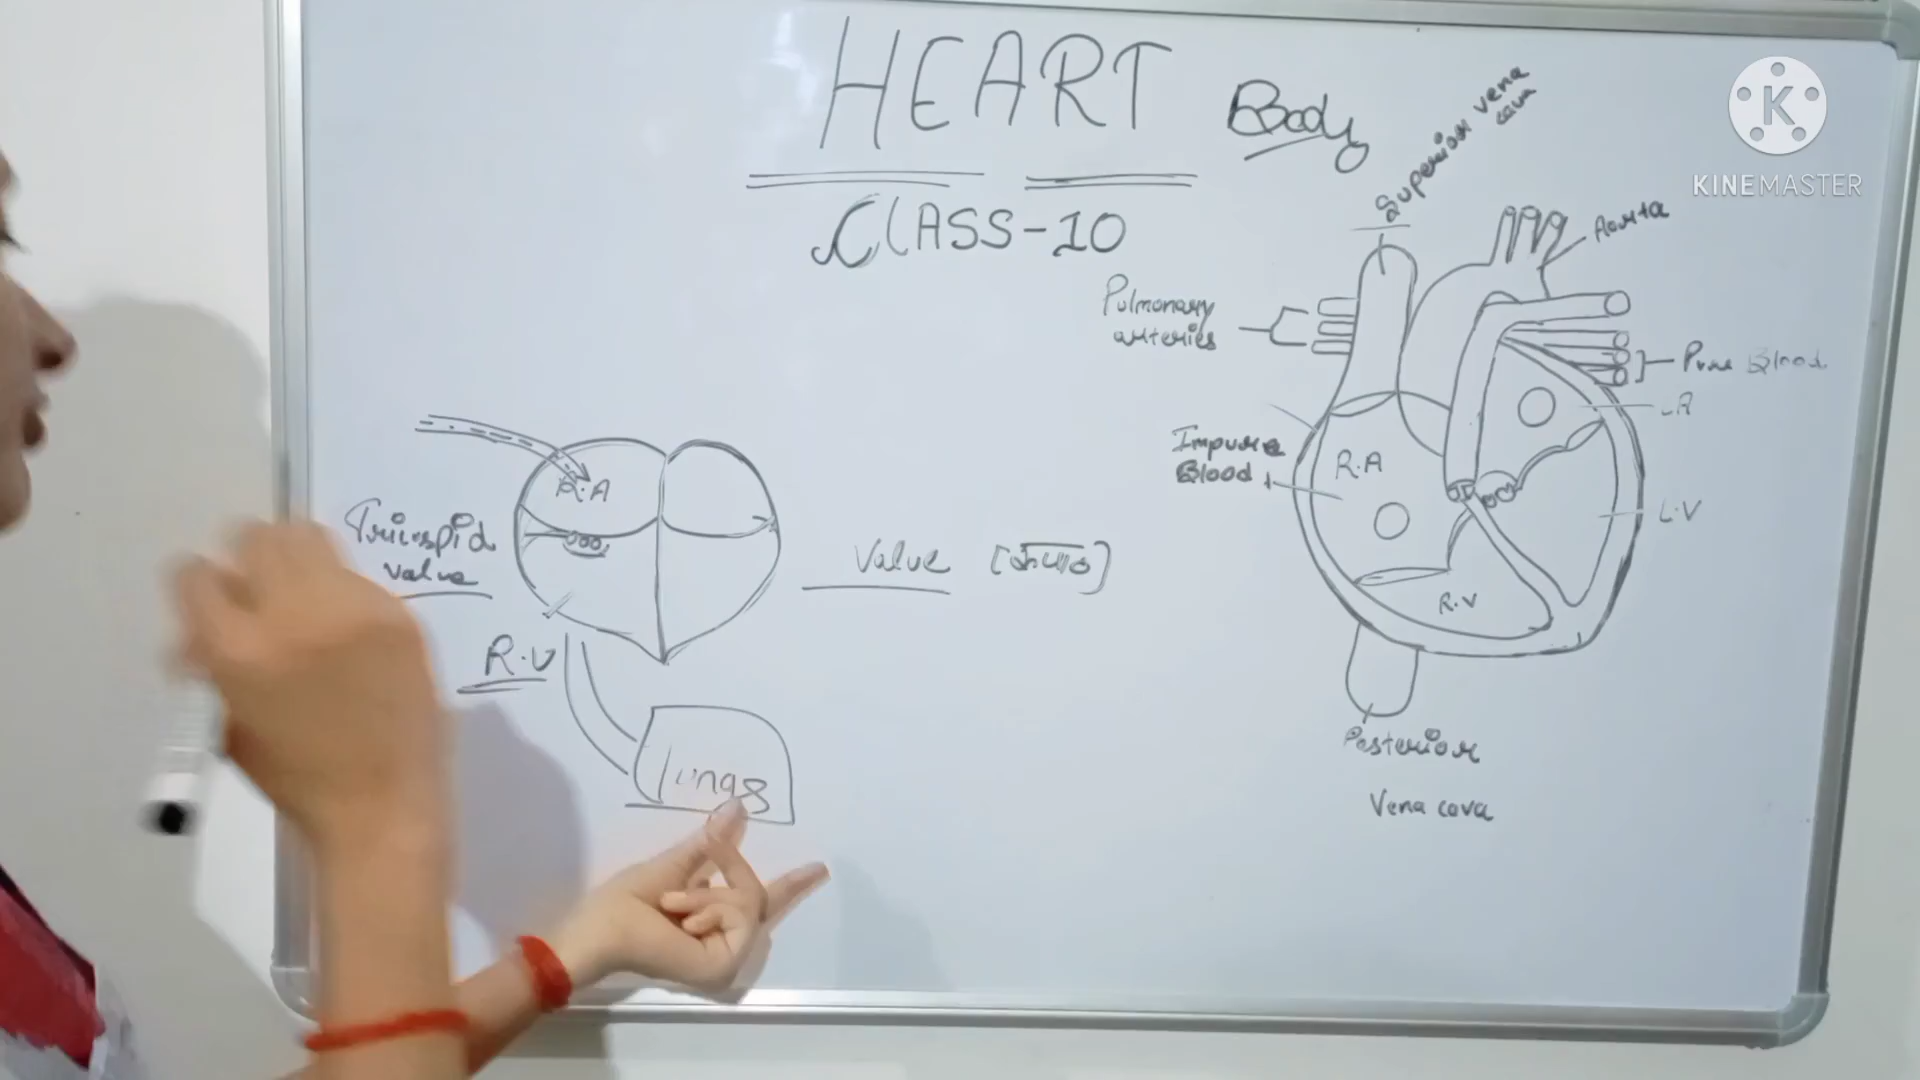 HEART
Body
CLASS-10
Superior vena
cava
Aorta
Pulmonary
arteries
Pure Blood
LA
Impure
Blood
R.A
L.V
R.V
Posterior
Vena cava
R.A
Tricuspid
valve
R.V
lungs
Valve
KINEMASTER